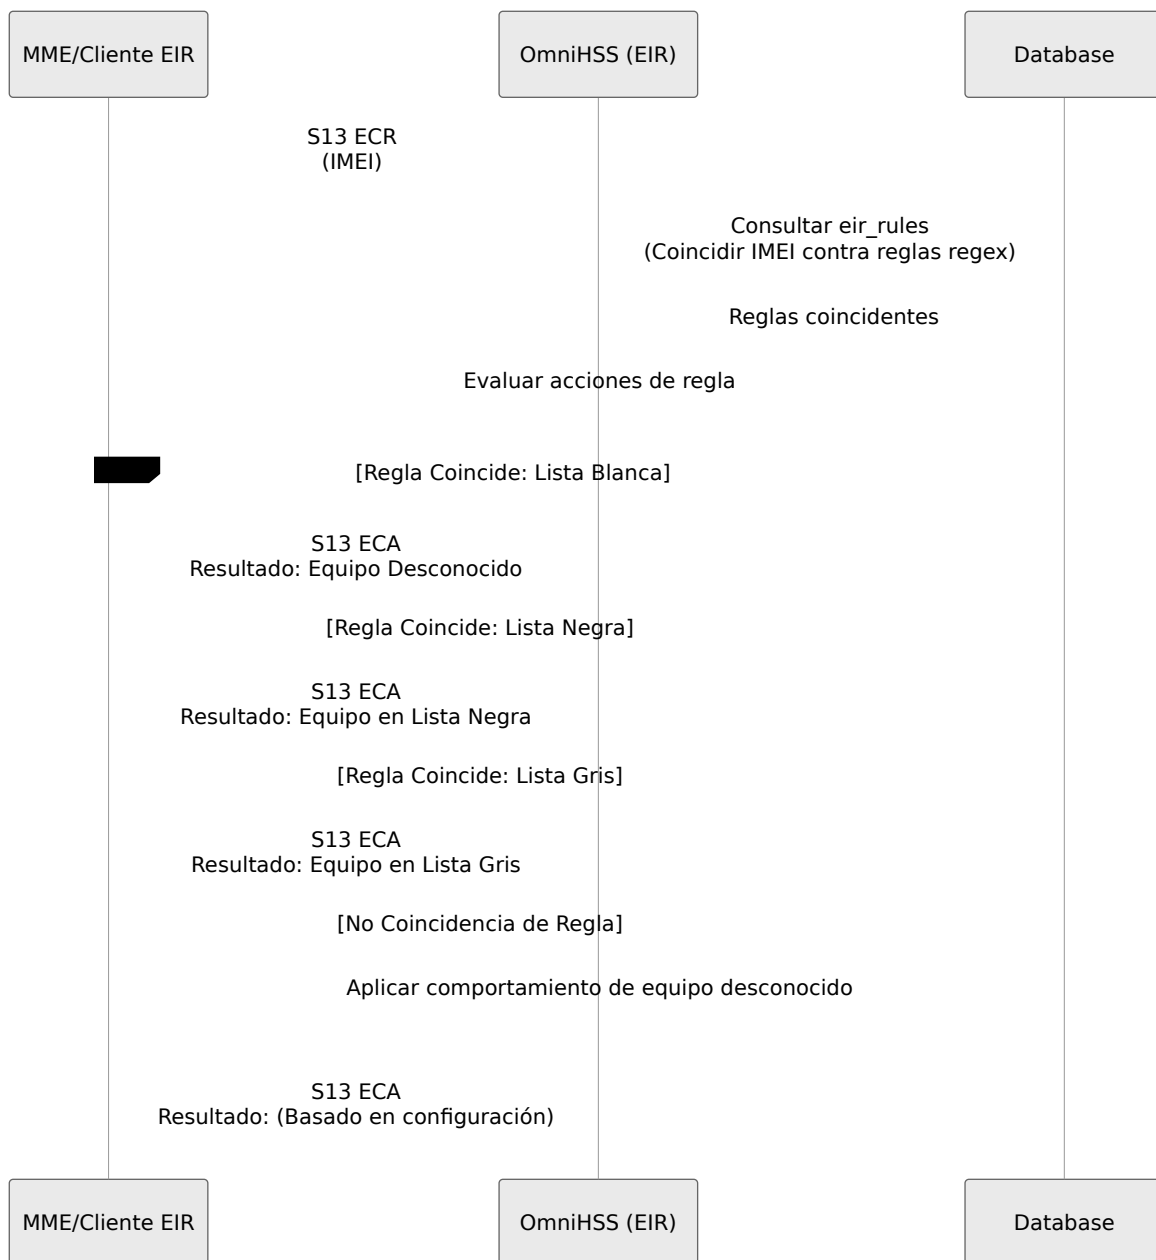 MME/Cliente EIR
OmniHSS (EIR)
Database
S13 ECR
(IMEI)
Consultar eir_rules
(Coincidir IMEI contra reglas regex)
Reglas coincidentes
Evaluar acciones de regla
[Regla Coincide: Lista Blanca]
S13 ECA
Resultado: Equipo Desconocido
[Regla Coincide: Lista Negra]
S13 ECA
Resultado: Equipo en Lista Negra
[Regla Coincide: Lista Gris]
S13 ECA
Resultado: Equipo en Lista Gris
[No Coincidencia de Regla]
Aplicar comportamiento de equipo desconocido
S13 ECA
Resultado: (Basado en configuración)
MME/Cliente EIR
OmniHSS (EIR)
Database